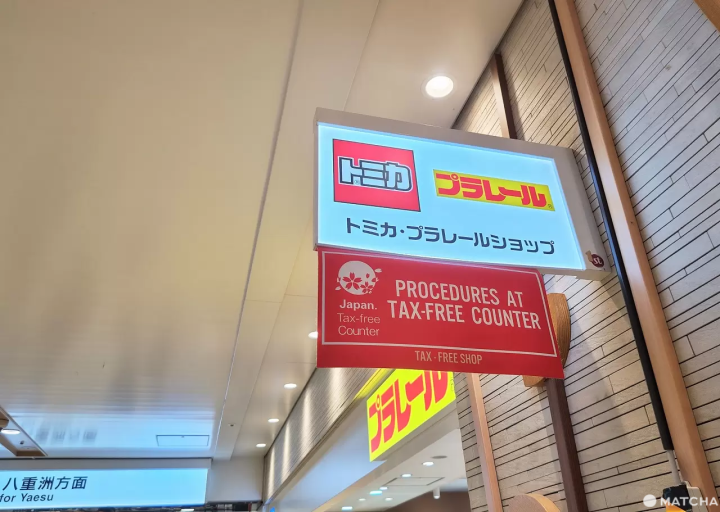 トミカ
プラレール
トミカ・プラレールショップ
st.
Japan.
Tax-free
Counter
PROCEDURES AT
TAX-FREE COUNTER
TAX-FREE SHOP
プラレール
八重洲方面
for Yaesu
MATCHA